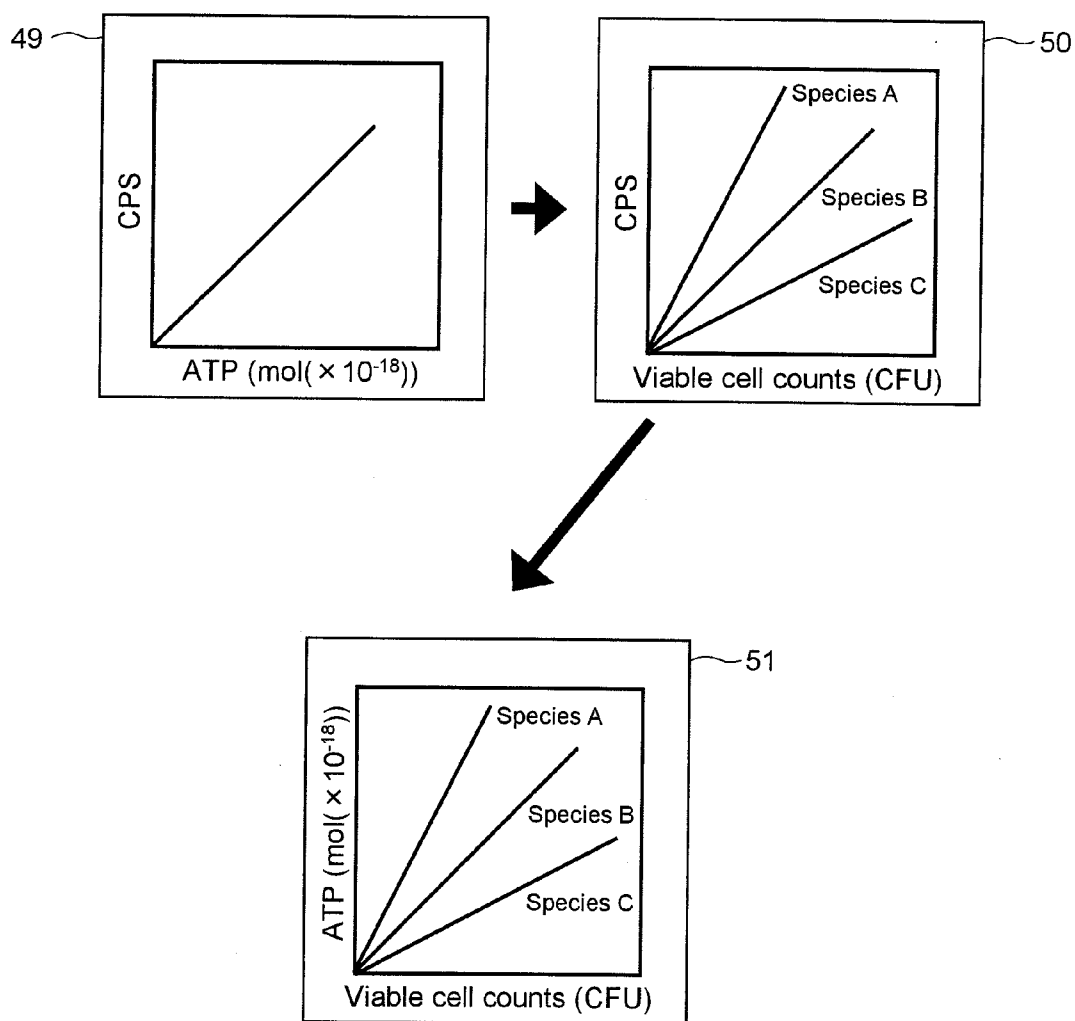 49
CPS
ATP (mol( × 10-18))
50
CPS
Species A
Species B
Species C
Viable cell counts (CFU)
51
ATP (mol( × 10-18))
Species A
Species B
Species C
Viable cell counts (CFU)